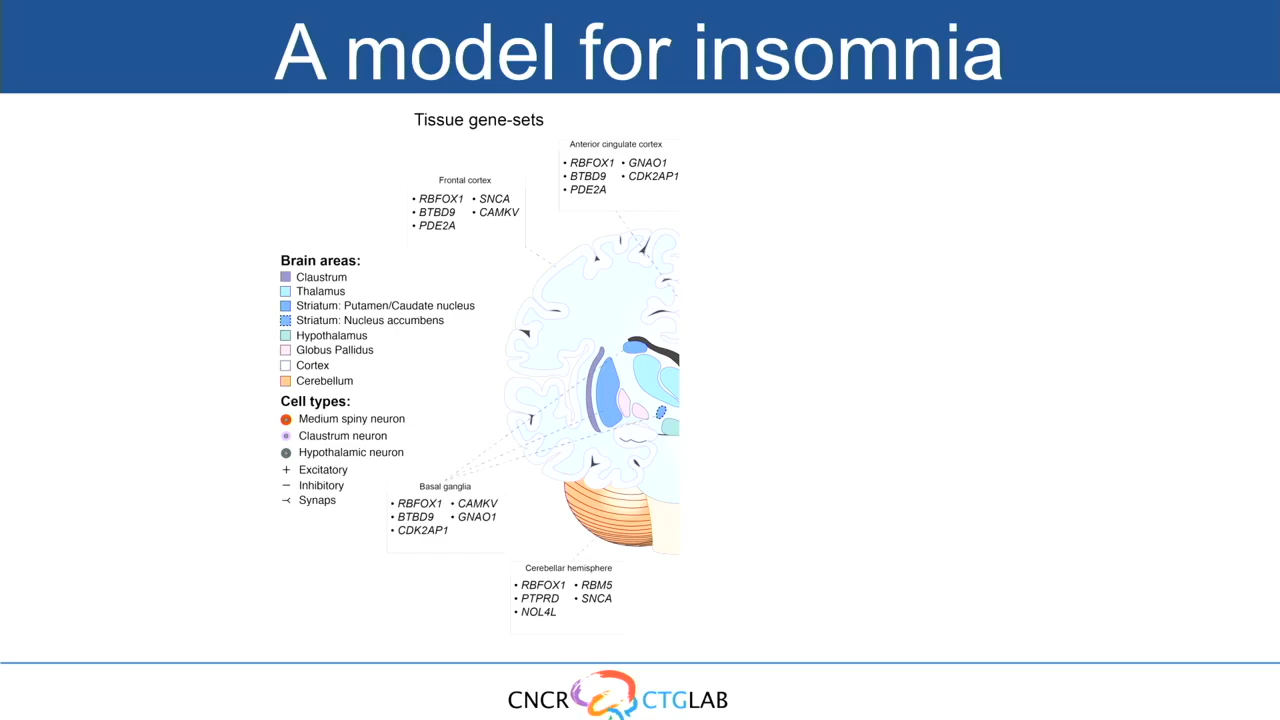 A model for insomnia
Tissue gene-sets
Anterior cingulate cortex
• RBFOX1 • GNAO1
• BTBD9 • CDK2AP1
• PDE2A
Frontal cortex
• RBFOX1 • SNCA
• BTBD9 • CAMKV
• PDE2A
Brain areas:
Claustrum
Thalamus
Striatum: Putamen/Caudate nucleus
Striatum: Nucleus accumbens
Hypothalamus
Globus Pallidus
Cortex
Cerebellum
Cell types:
Medium spiny neuron
Claustrum neuron
Hypothalamic neuron
+ Excitatory
− Inhibitory
Synaps
Basal ganglia
• RBFOX1 • CAMKV
• BTBD9 • GNAO1
• CDK2AP1
Cerebellar hemisphere
• RBFOX1 • RBM5
• PTPRD • SNCA
• NOL4L
CNCR CTGLAB